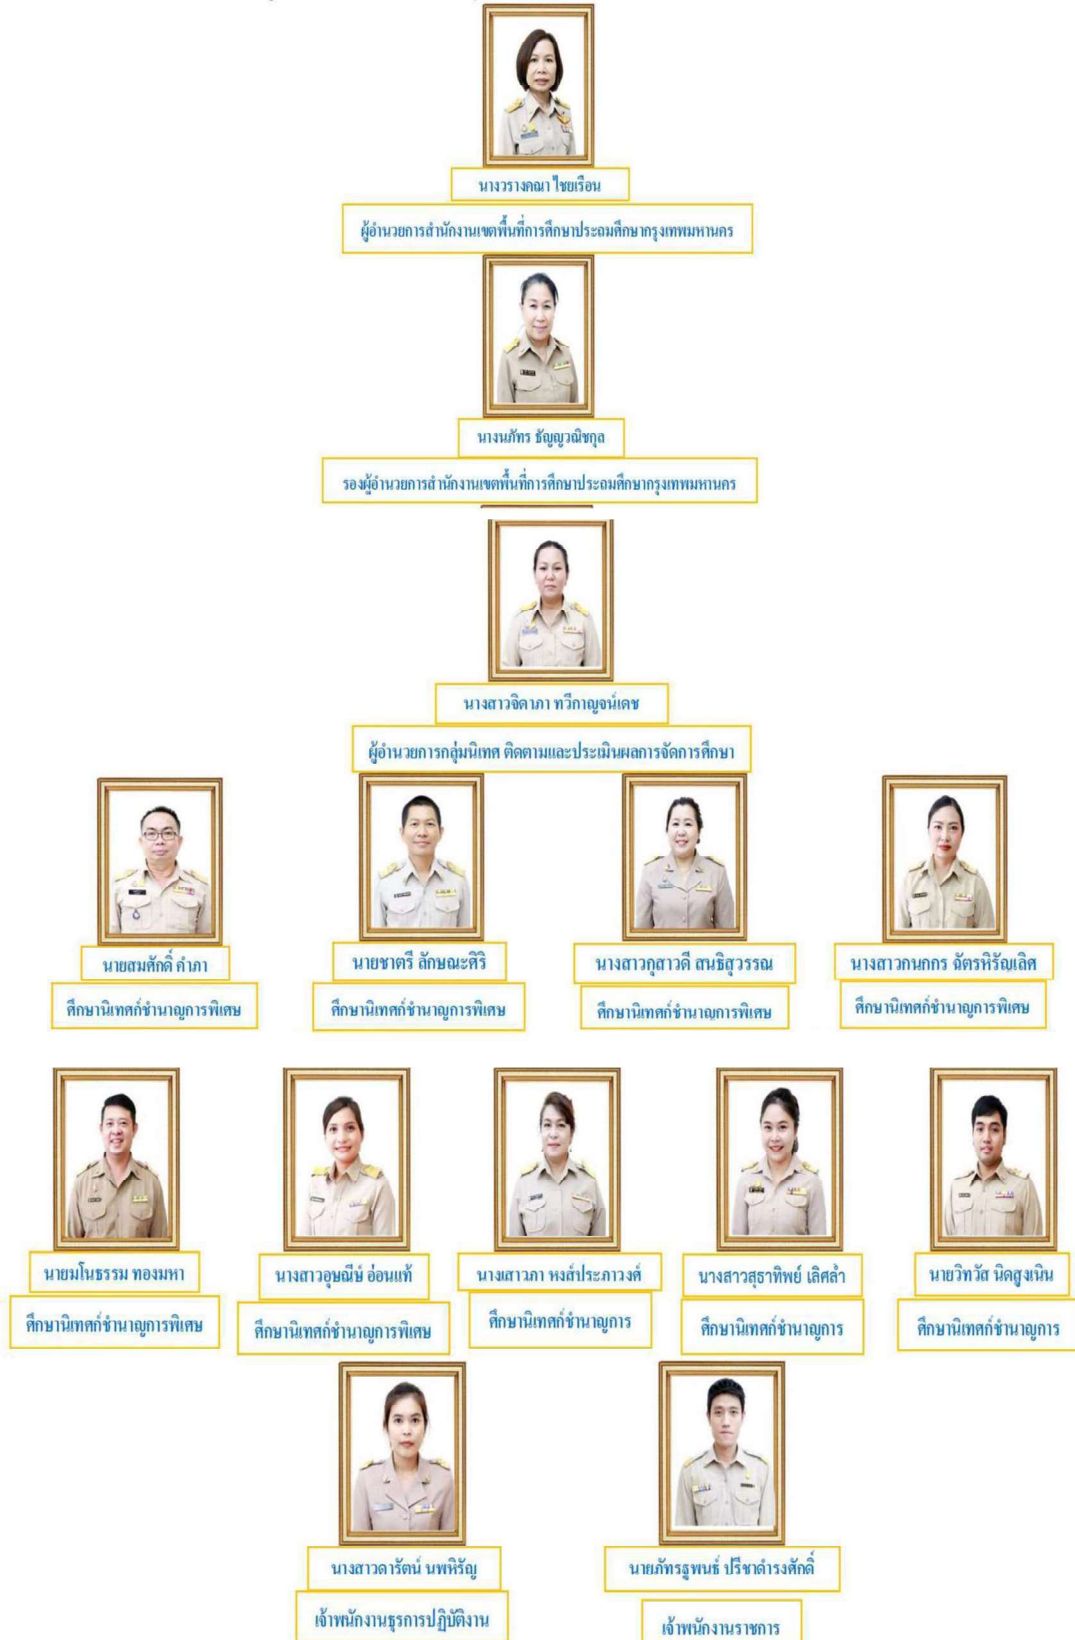 นางวรางคณา ไชยเรือน
ผู้อำนวยการสำนักงานเขตพื้นที่การศึกษาประถมศึกษากรุงเทพมหานคร
นางนภัทร ธัญญวณิชกุล
รองผู้อำนวยการสำนักงานเขตพื้นที่การศึกษาประถมศึกษากรุงเทพมหานคร
นางสาวจิดาภา ทวีกาญจน์เดช
ผู้อำนวยการกลุ่มนิเทศ ติดตามและประเมินผลการจัดการศึกษา
นายสมศักดิ์ คำภา
นายชาตรี ลักษณะศิริ
นางสาวกุสาวดี สนธิสุวรรณ
นางสาวกนกกร ฉัตรหิรัญเลิศ
ศึกษานิเทศก์ชำนาญการพิเศษ
ศึกษานิเทศก์ชำนาญการพิเศษ
ศึกษานิเทศก์ชำนาญการพิเศษ
ศึกษานิเทศก์ชำนาญการพิเศษ
นายมโนธรรม ทองมหา
นางสาวอุษณีย์ อ่อนแท้
นางเสาวภา หงส์ประภาวงศ์
นางสาวสุธาทิพย์ เลิศล้ำ
นายวิทวัส นิดสูงเนิน
ศึกษานิเทศก์ชำนาญการพิเศษ
ศึกษานิเทศก์ชำนาญการพิเศษ
ศึกษานิเทศก์ชำนาญการ
ศึกษานิเทศก์ชำนาญการ
ศึกษานิเทศก์ชำนาญการ
นางสาวดารัตน์ นพหิรัญ
นายภัทรฐพนธ์ ปรีชาดำรงศักดิ์
เจ้าพนักงานธุรการปฏิบัติงาน
เจ้าพนักงานราชการ